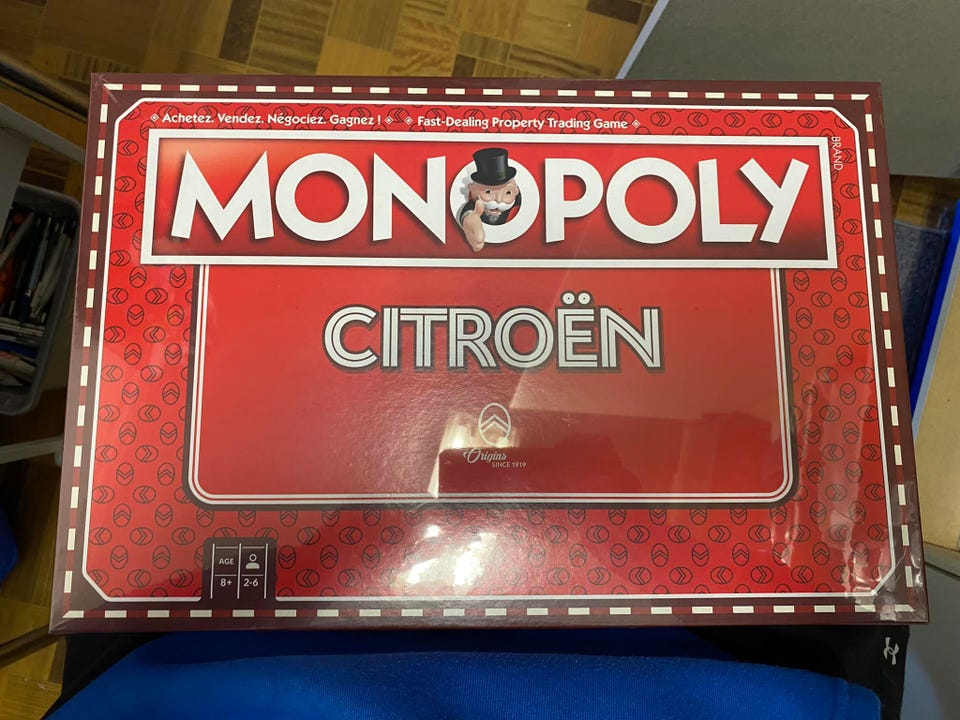 Achetez. Vendez. Négociez. Gagnez ! Fast-Dealing Property Trading Game
MONOPOLY
BRAND
CITROËN
Origins
SINCE 1919
AGE
8+ 2-6